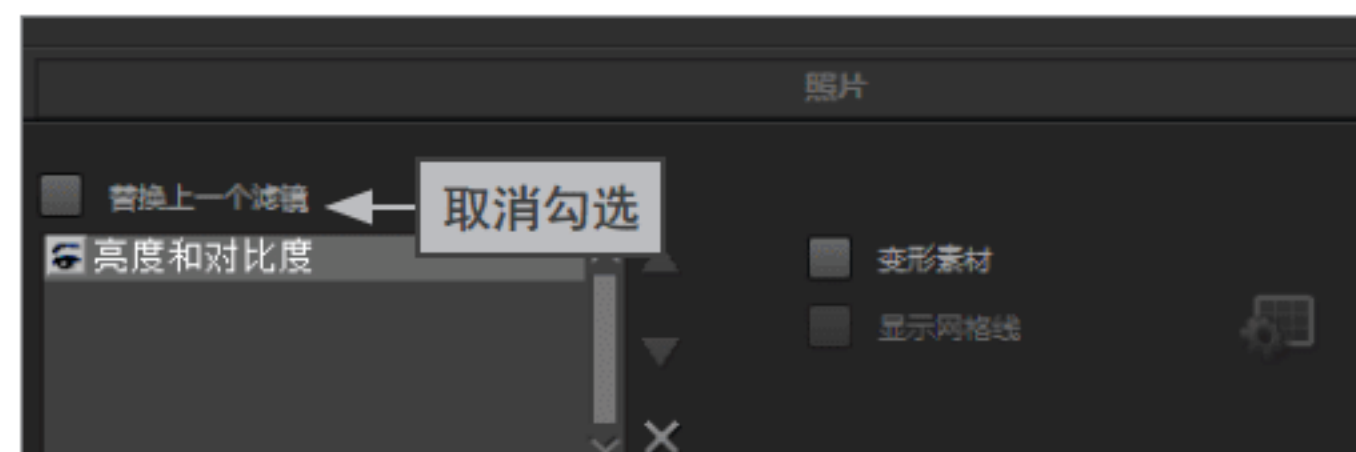 照片
替换上一个滤镜
取消勾选
亮度和对比度
变形素材
显示网格线